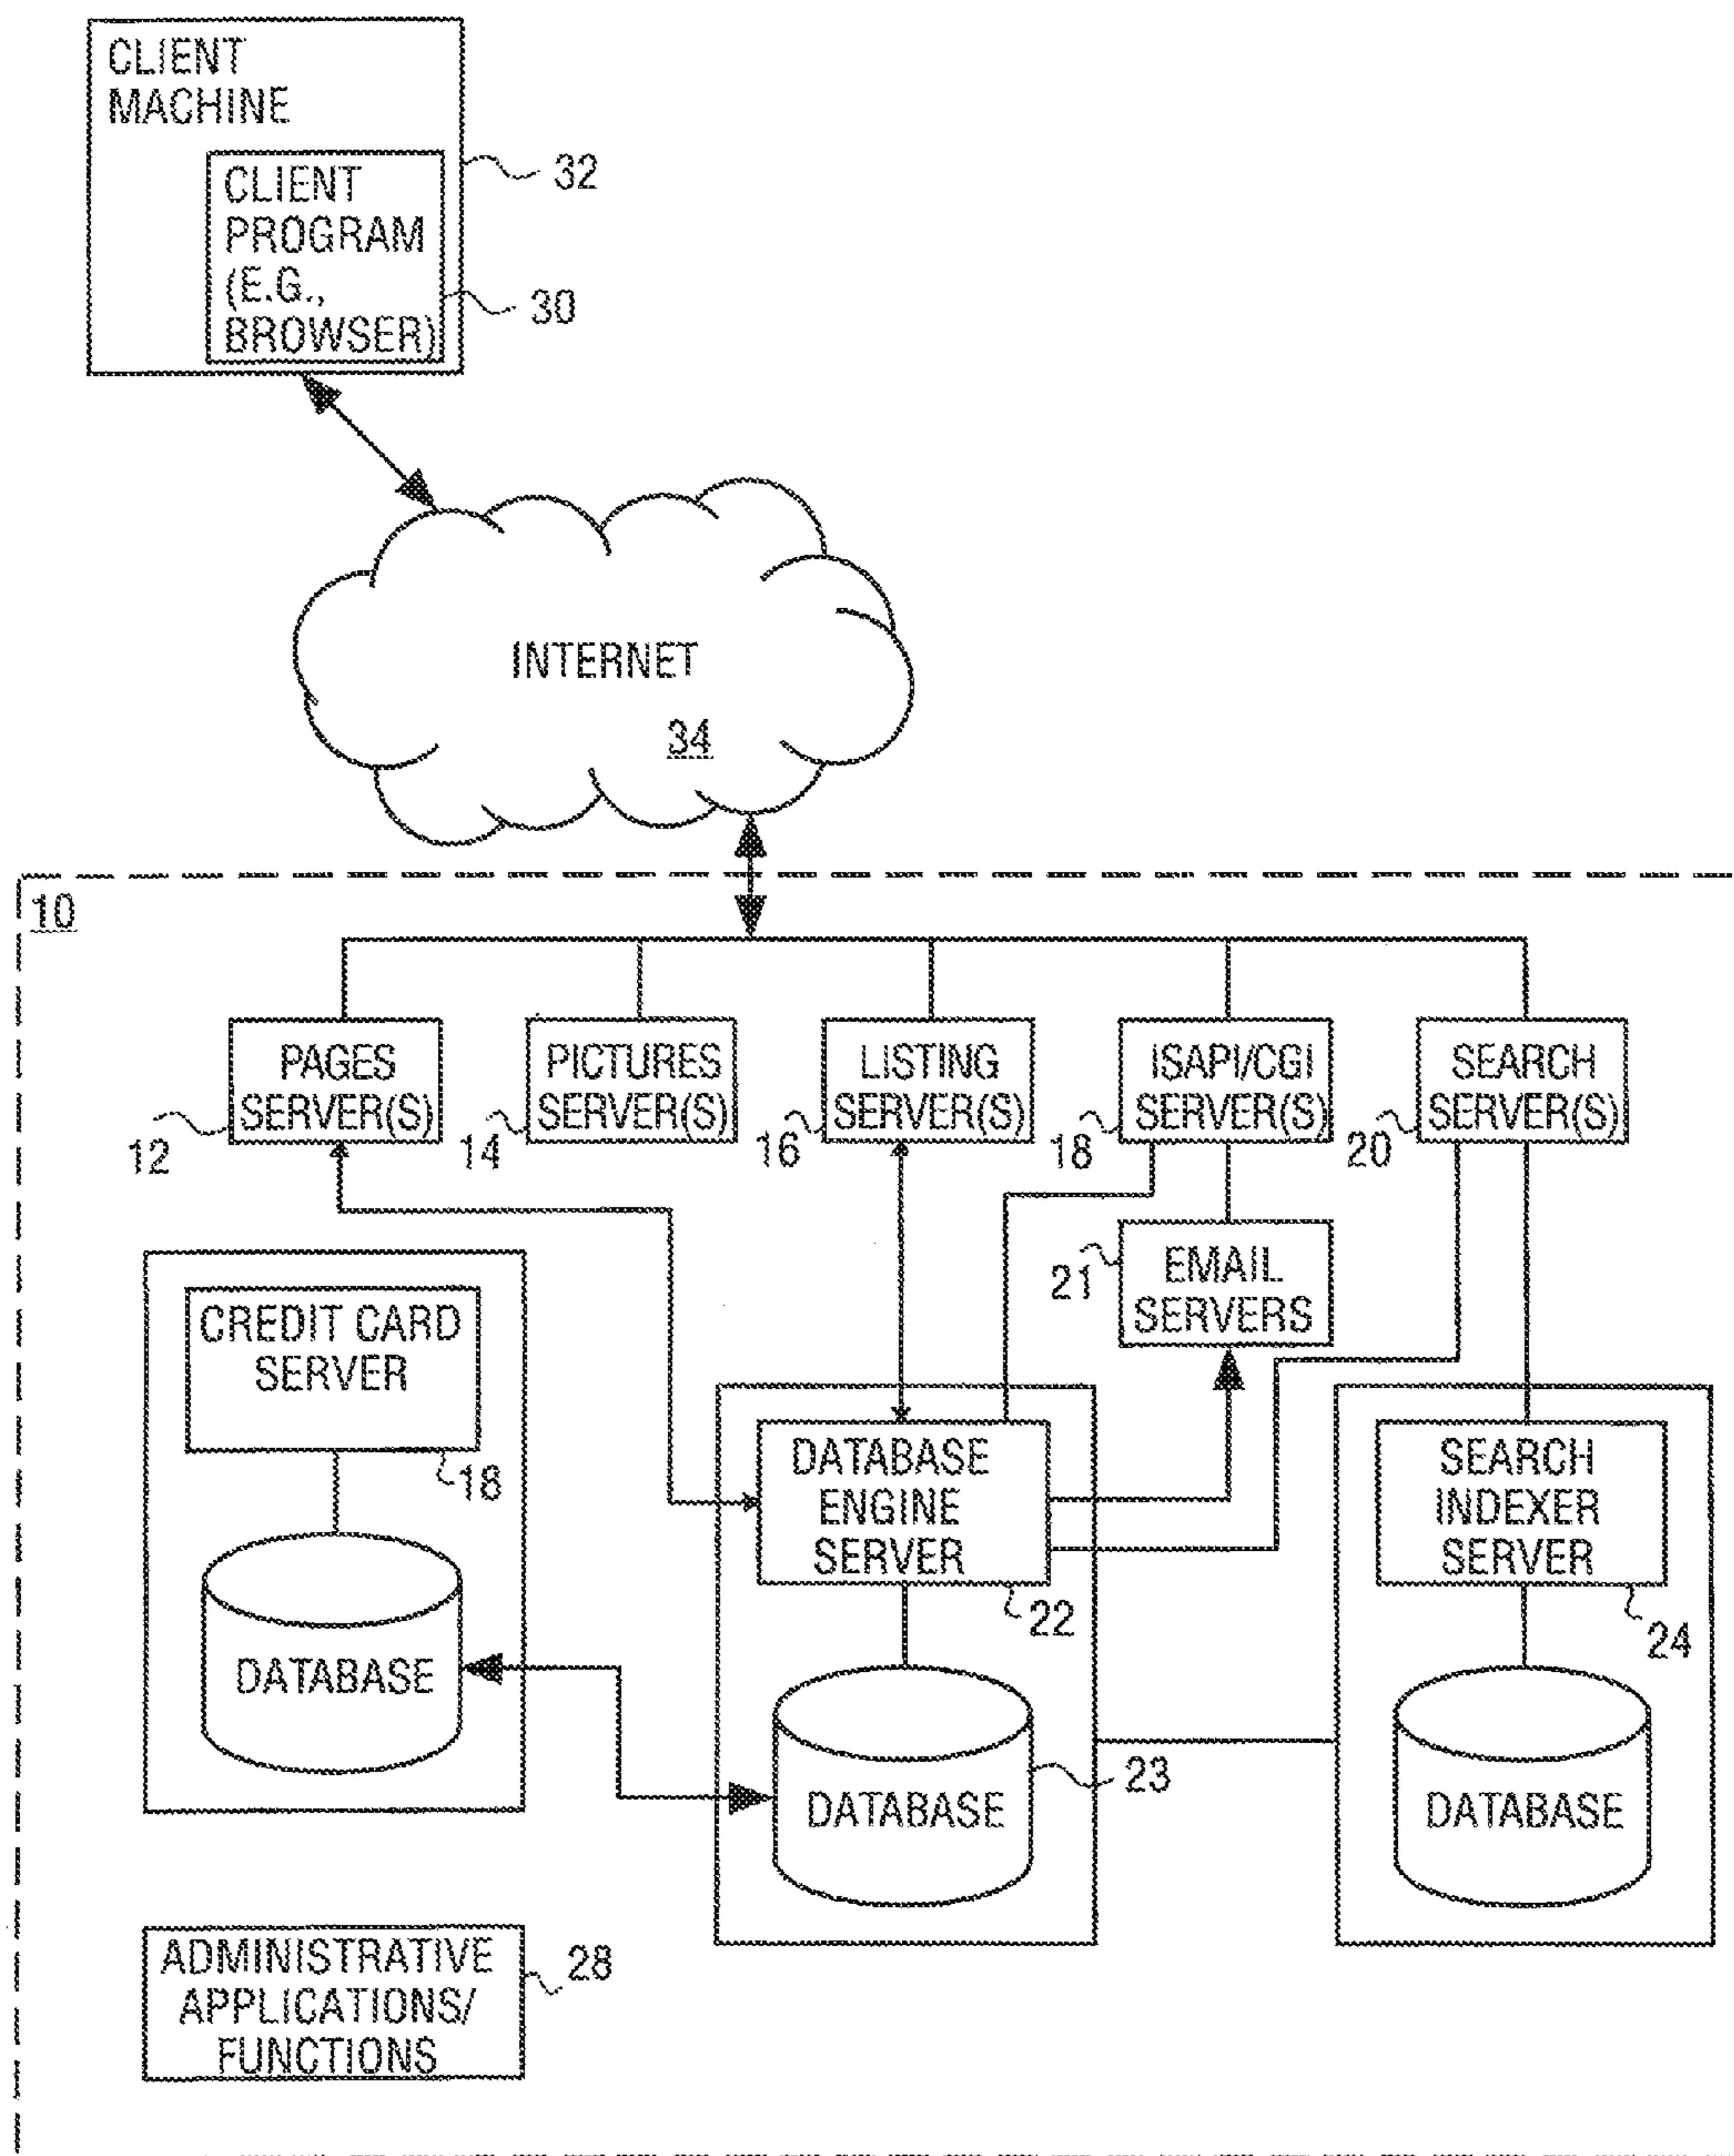 CLIENT
MACHINE
32
CLIENT
PROGRAM
(E.G.,
BROWSER)
30
INTERNET
34
10
PAGES
SERVER(S)
12
PICTURES
SERVER(S)
14
LISTING
SERVER(S)
16
ISAPI/CGI
SERVER(S)
18
SEARCH
SERVER(S)
20
EMAIL
SERVERS
21
CREDIT CARD
SERVER
18
DATABASE
DATABASE
ENGINE
SERVER
22
DATABASE
23
SEARCH
INDEXER
SERVER
24
DATABASE
ADMINISTRATIVE
APPLICATIONS/
FUNCTIONS
28